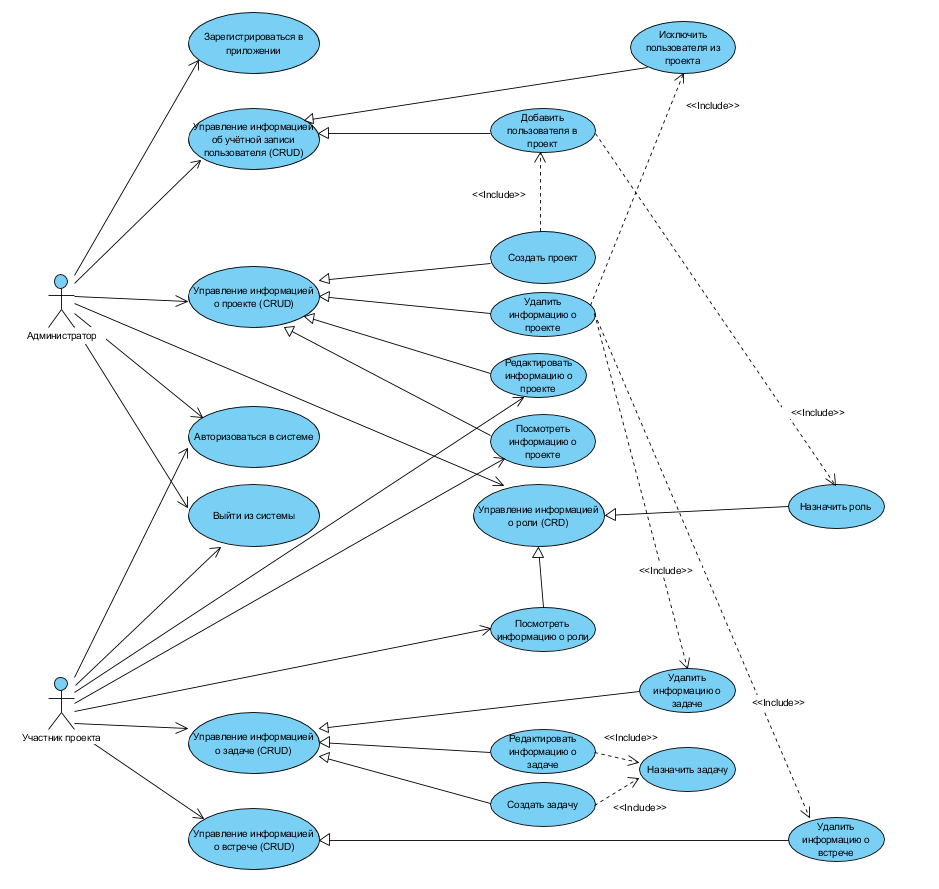 Зарегистрироваться в
приложении
Исключить
пользователя из
проекта
<<Include>>
Управление информацией
об учётной записи
пользователя (CRUD)
Добавить
пользователя в
проект
<<Include>>
Создать проект
Управление информацией
о проекте (CRUD)
Удалить
информацию о
проекте
Администратор
Редактировать
информацию о
проекте
<<Include>>
Авторизоваться в системе
Посмотреть
информацию о
проекте
Выйти из системы
Управление информацией
о роли (CRD)
Назначить роль
<<Include>>
Посмотреть
информацию о роли
Удалить
информацию о
задаче
<<Include>>
Участник проекта
Управление информацией
о задаче (CRUD)
Редактировать
информацию о
задаче
<<Include>>
Назначить задачу
Создать задачу
<<Include>>
Управление информацией
о встрече (CRUD)
Удалить
информацию о
встрече